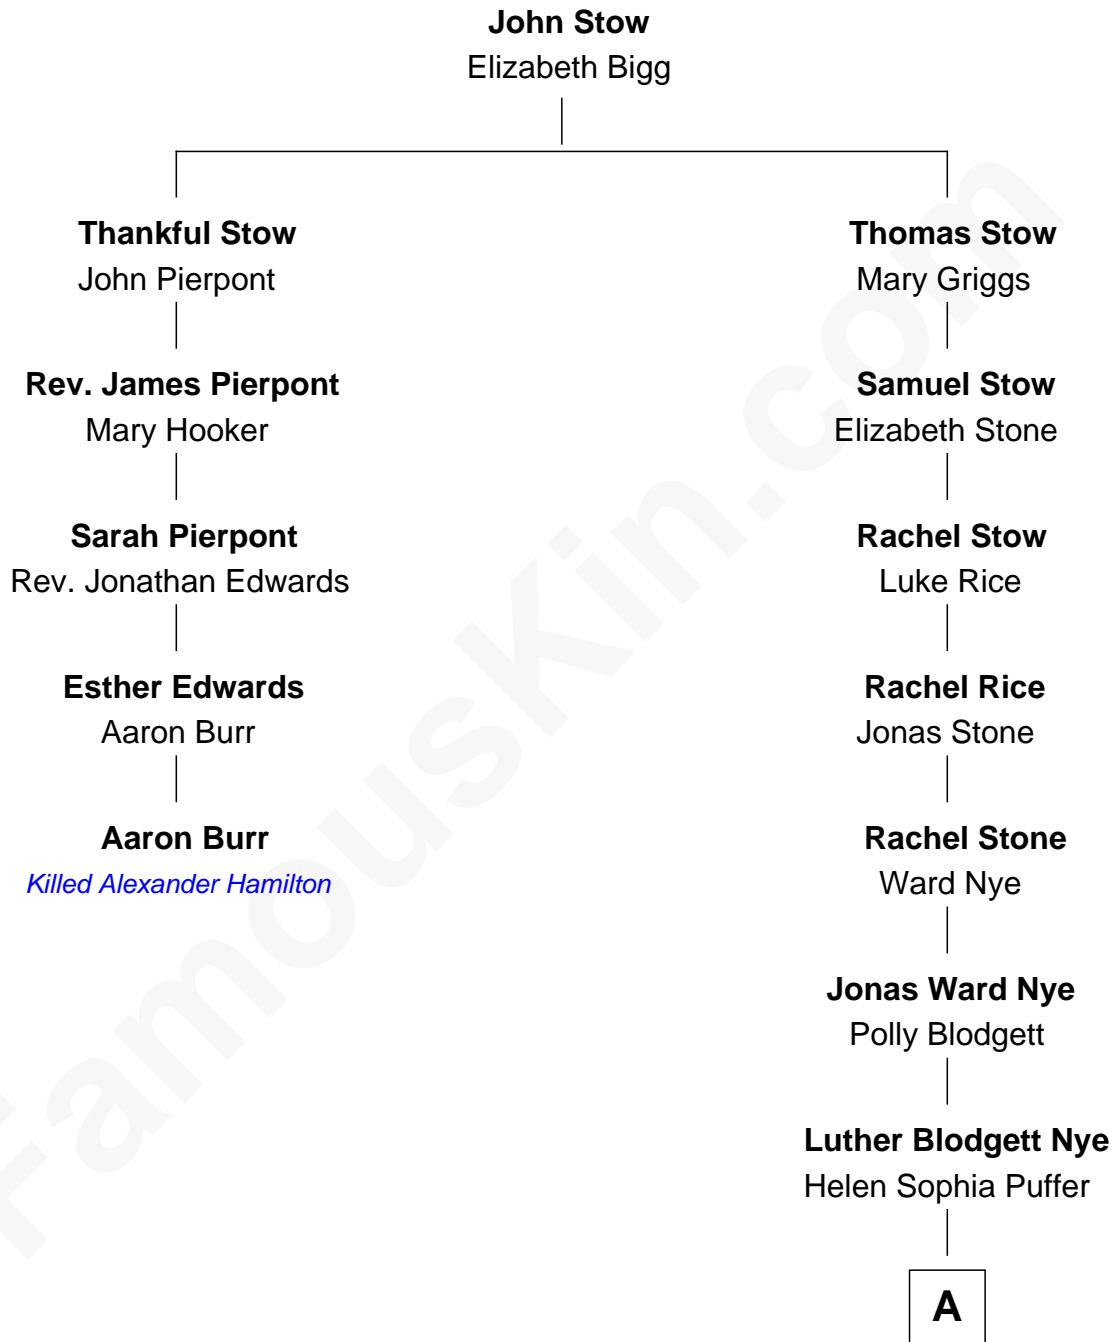 John Stow
Elizabeth Bigg
Thankful Stow
John Pierpont
Rev. James Pierpont
Mary Hooker
Sarah Pierpont
Rev. Jonathan Edwards
Esther Edwards
Aaron Burr
Aaron Burr
Killed Alexander Hamilton
Thomas Stow
Mary Griggs
Samuel Stow
Elizabeth Stone
Rachel Stow
Luke Rice
Rachel Rice
Jonas Stone
Rachel Stone
Ward Nye
Jonas Ward Nye
Polly Blodgett
Luther Blodgett Nye
Helen Sophia Puffer
A
FamousKin.com